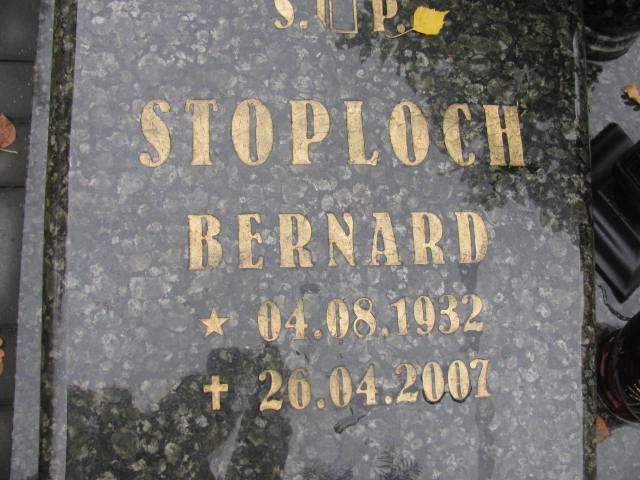 S. P.
STOPLOCH
BERNARD
★ 04.08.1932
✝ 26.04.2007